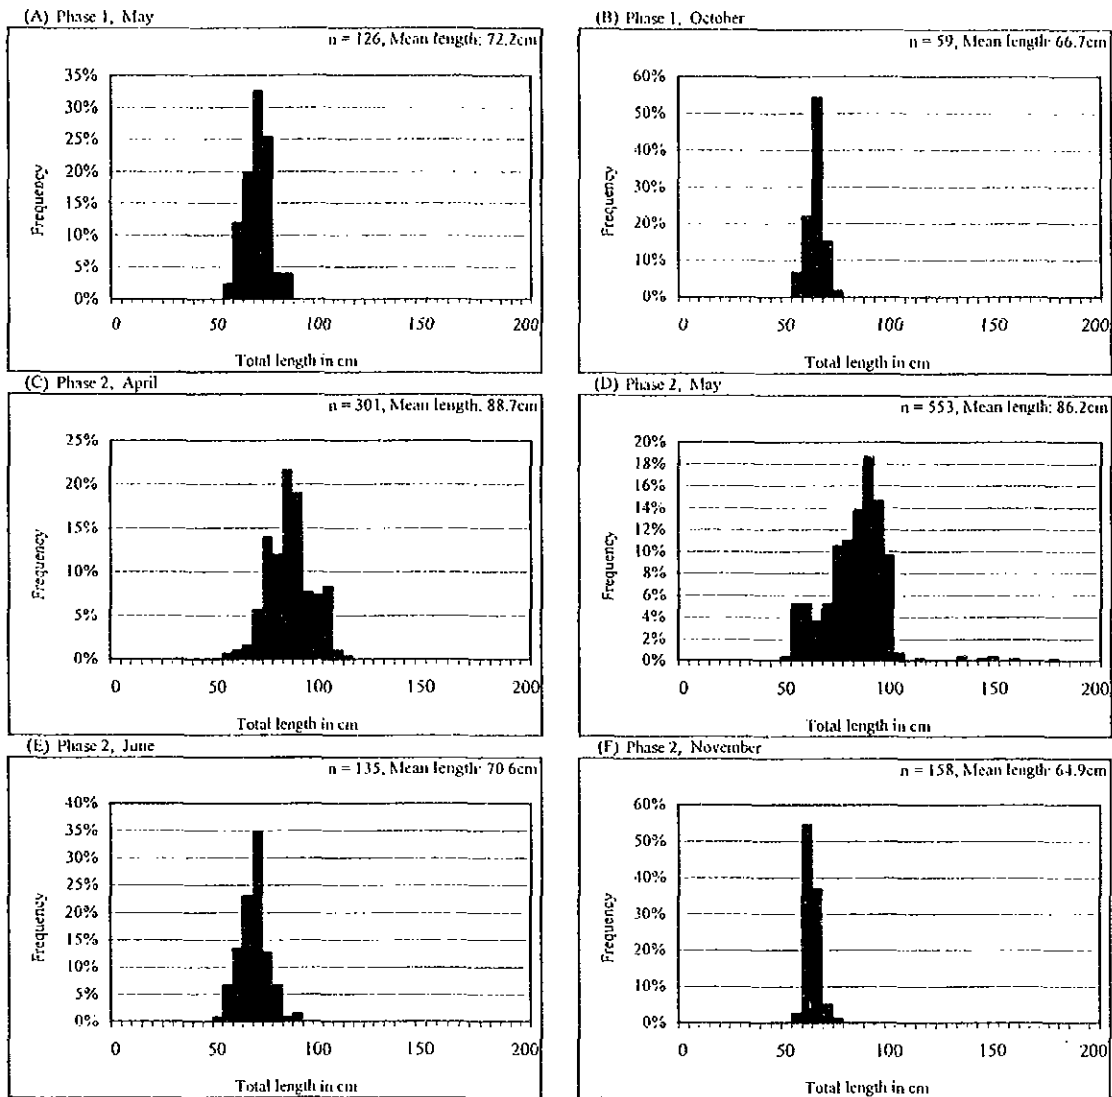 (A) Phase 1, May
n = 126, Mean length: 72.2cm
35%
30%
25%
20%
15%
10%
5%
0%
Frequency
0 50 100 150 200
Total length in cm
(B) Phase 1, October
n = 59, Mean length: 66.7cm
60%
50%
40%
30%
20%
10%
0%
Frequency
0 50 100 150 200
Total length in cm
(C) Phase 2, April
n = 301, Mean length. 88.7cm
25%
20%
15%
10%
5%
0%
Frequency
0 50 100 150 200
Total length in cm
(D) Phase 2, May
n = 553, Mean length: 86.2cm
20%
18%
16%
14%
12%
10%
8%
6%
4%
2%
0%
Frequency
0 50 100 150 200
Total length in cm
(E) Phase 2, June
n = 135, Mean length: 70.6cm
40%
35%
30%
25%
20%
15%
10%
5%
0%
Frequency
0 50 100 150 200
Total length in cm
(F) Phase 2, November
n = 158, Mean length: 64.9cm
60%
50%
40%
30%
20%
10%
0%
Frequency
0 50 100 150 200
Total length in cm